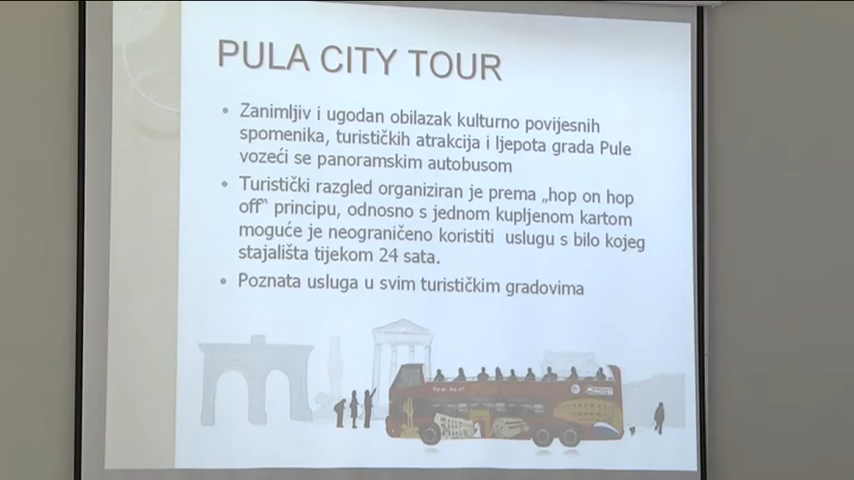 PULA CITY TOUR
• Zanimljiv i ugodan obilazak kulturno povijesnih
spomenika, turističkih atrakcija i ljepota grada Pule
vozeći se panoramskim autobusom
• Turistički razgled organiziran je prema „hop on hop
off“ principu, odnosno s jednom kupljenom kartom
moguće je neograničeno koristiti uslugu s bilo kojeg
stajališta tijekom 24 sata.
• Poznata usluga u svim turističkim gradovima